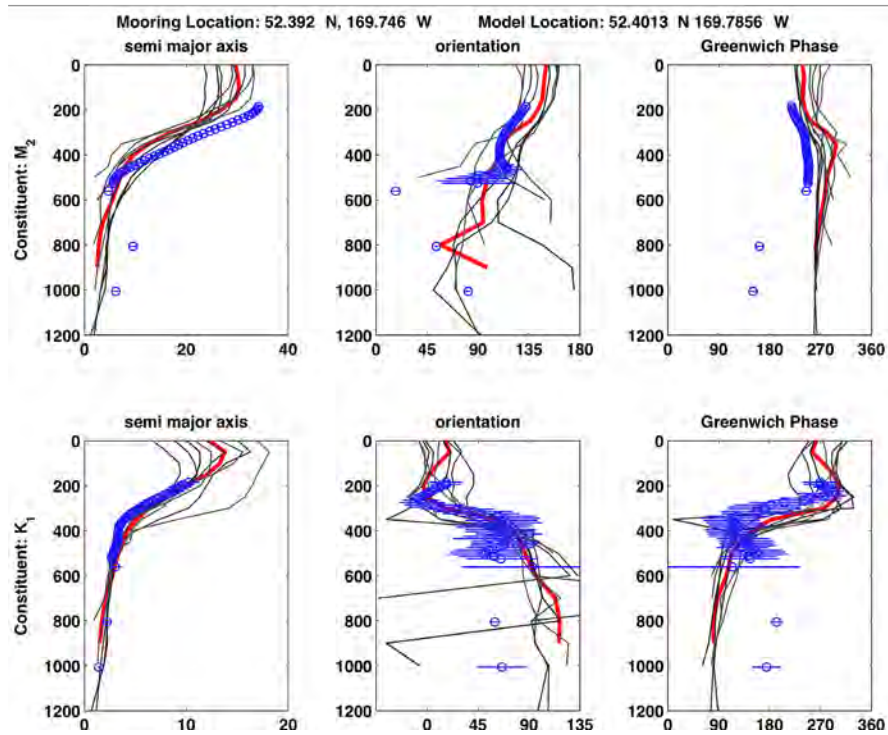 Mooring Location: 52.392 N, 169.746 W Model Location: 52.4013 N 169.7856 W
semi major axis orientation Greenwich Phase
Constituent: M2
0 200 400 600 800 1000 1200
0 20 40
0 200 400 600 800 1000 1200
0 45 90 135 180
0 200 400 600 800 1000 1200
0 90 180 270 360
semi major axis orientation Greenwich Phase
Constituent: K1
0 200 400 600 800 1000 1200
0 10 20
0 200 400 600 800 1000 1200
0 45 90 135
0 200 400 600 800 1000 1200
0 90 180 270 360